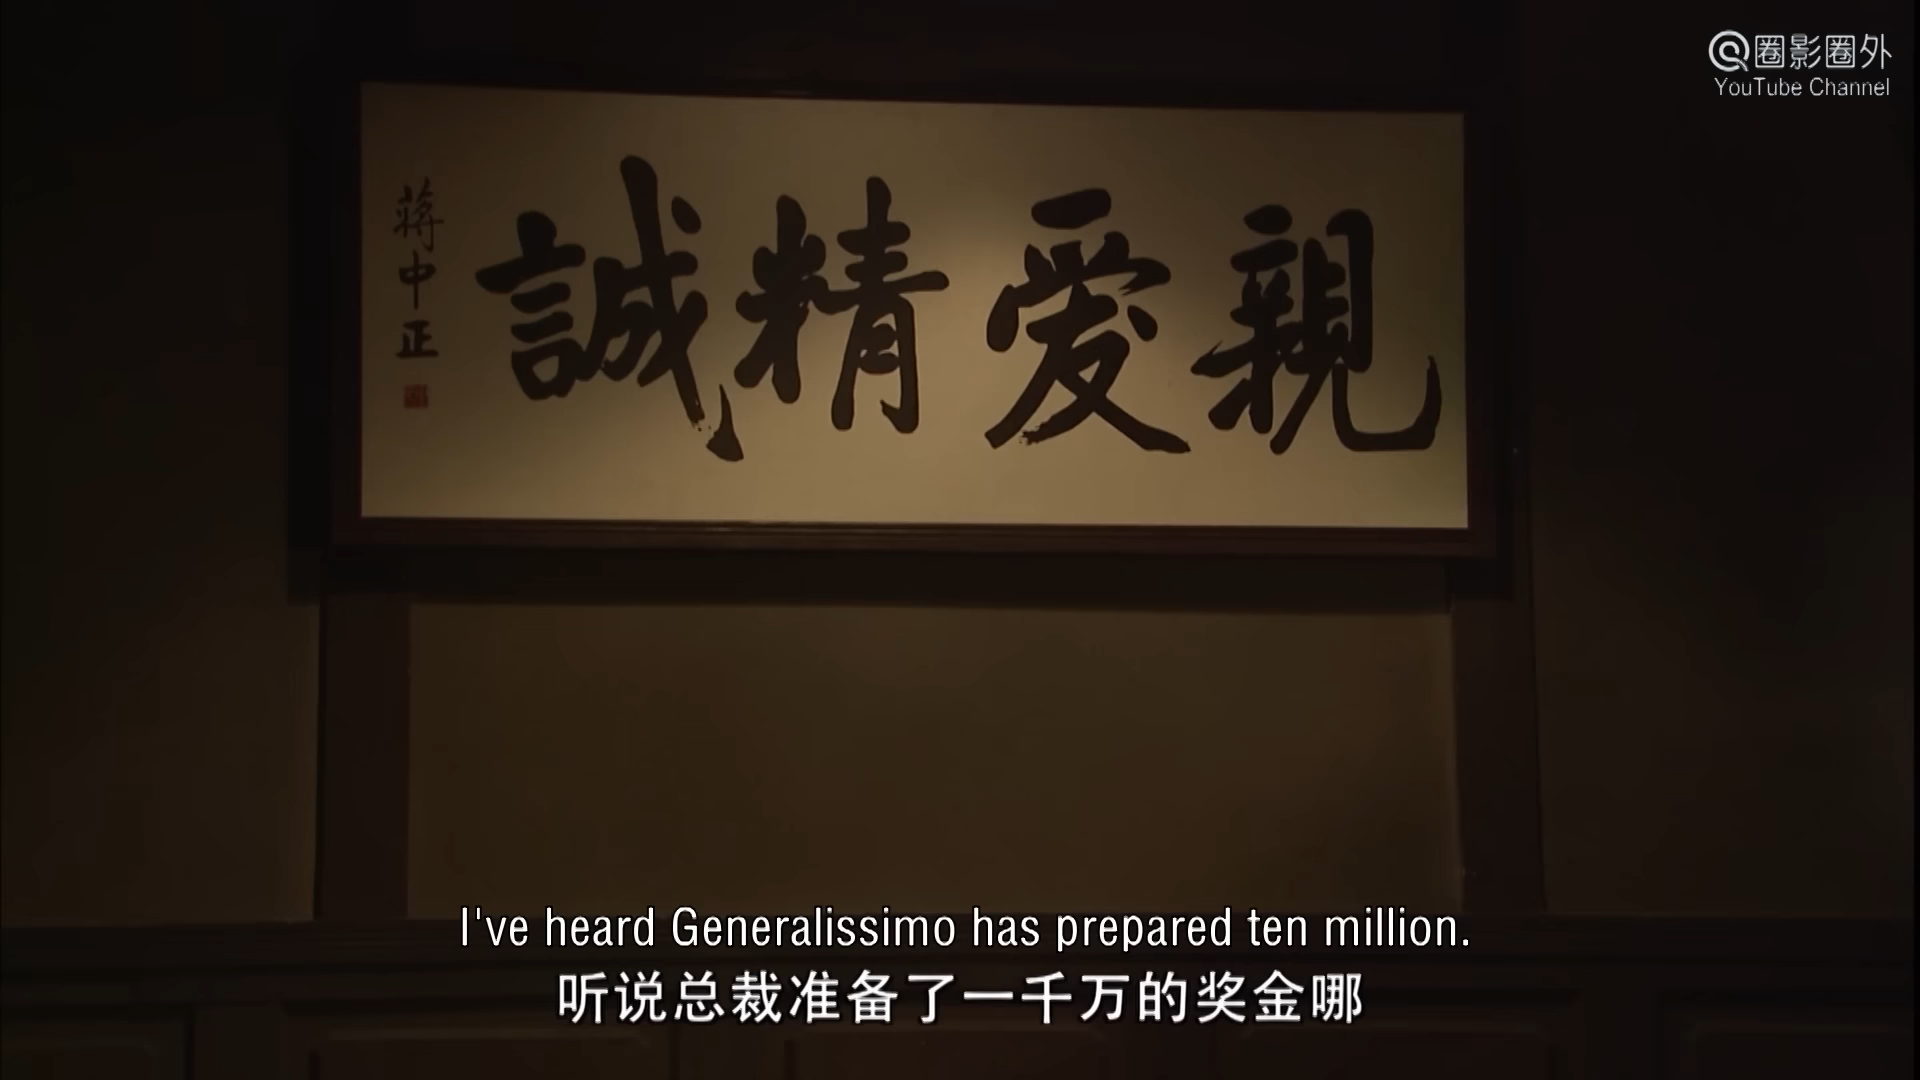 圈影圈外
YouTube Channel
親愛精誠
蒋中正
I've heard Generalissimo has prepared ten million.
听说总裁准备了一千万的奖金哪